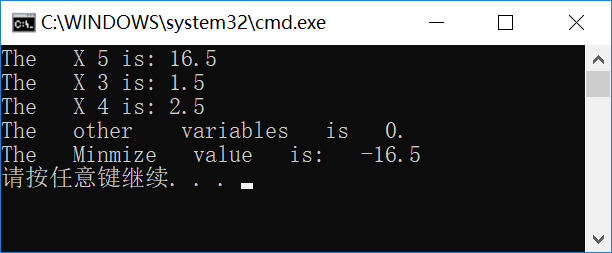 C:\WINDOWS\system32\cmd.exe
The   X 5 is: 16.5
The   X 3 is: 1.5
The   X 4 is: 2.5
The   other    variables   is   0.
The   Minmize   value   is:   -16.5
请按任意键继续. . .